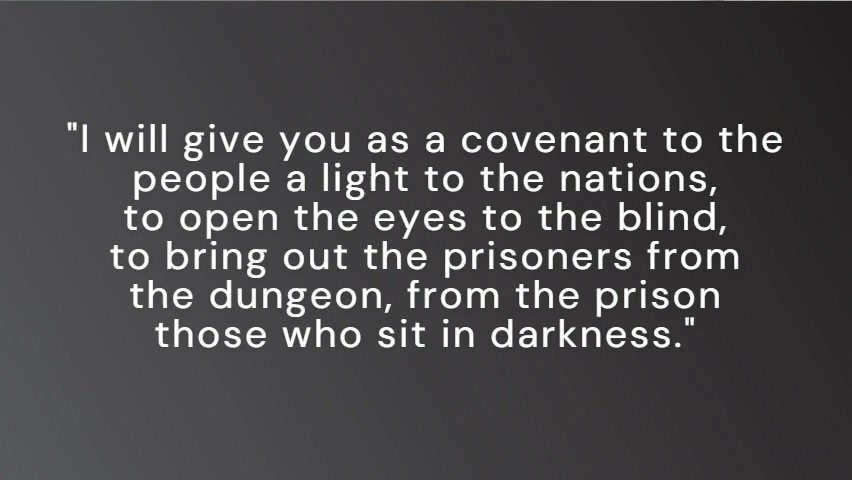 "I will give you as a covenant to the
people a light to the nations,
to open the eyes to the blind,
to bring out the prisoners from
the dungeon, from the prison
those who sit in darkness."